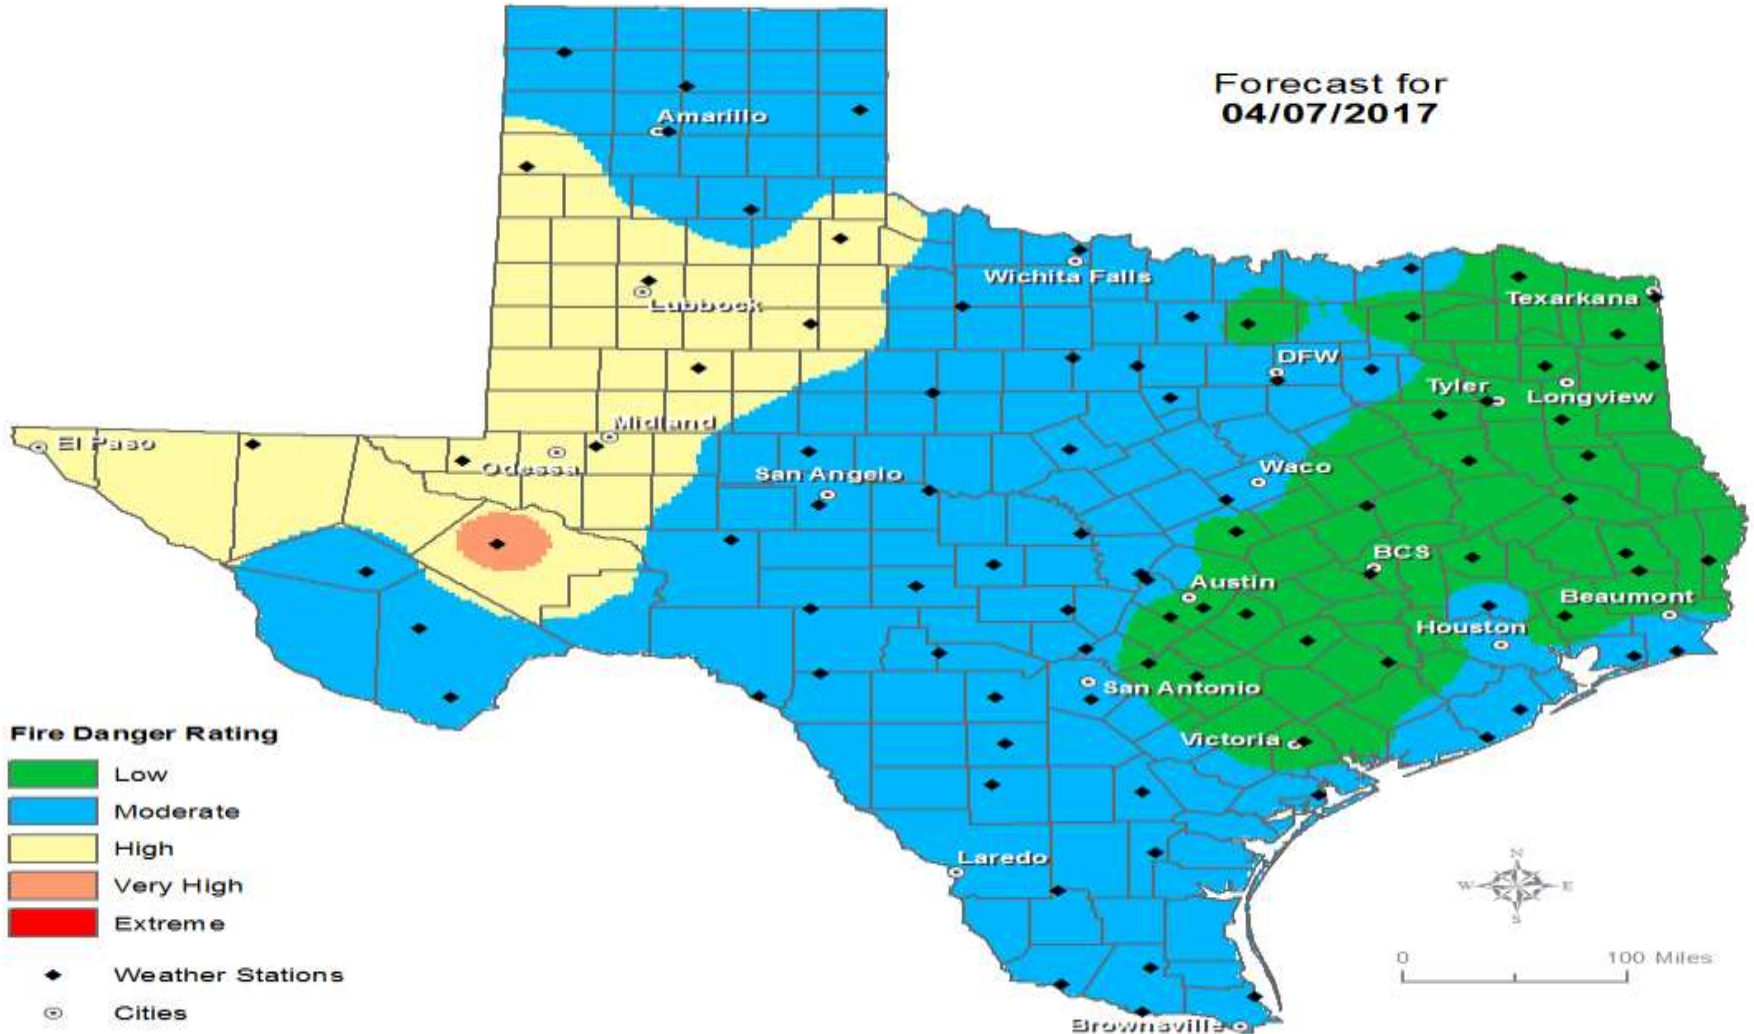 Forecast for
04/07/2017
Amarillo
Wichita Falls
Lubbock
Texarkana
DFW
Tyler
Longview
Midland
El Paso
Odessa
San Angelo
Waco
BCS
Austin
Beaumont
Houston
San Antonio
Victoria
Laredo
Brownsville
Fire Danger Rating
Low
Moderate
High
Very High
Extreme
Weather Stations
Cities
N
W E
S
0 100 Miles